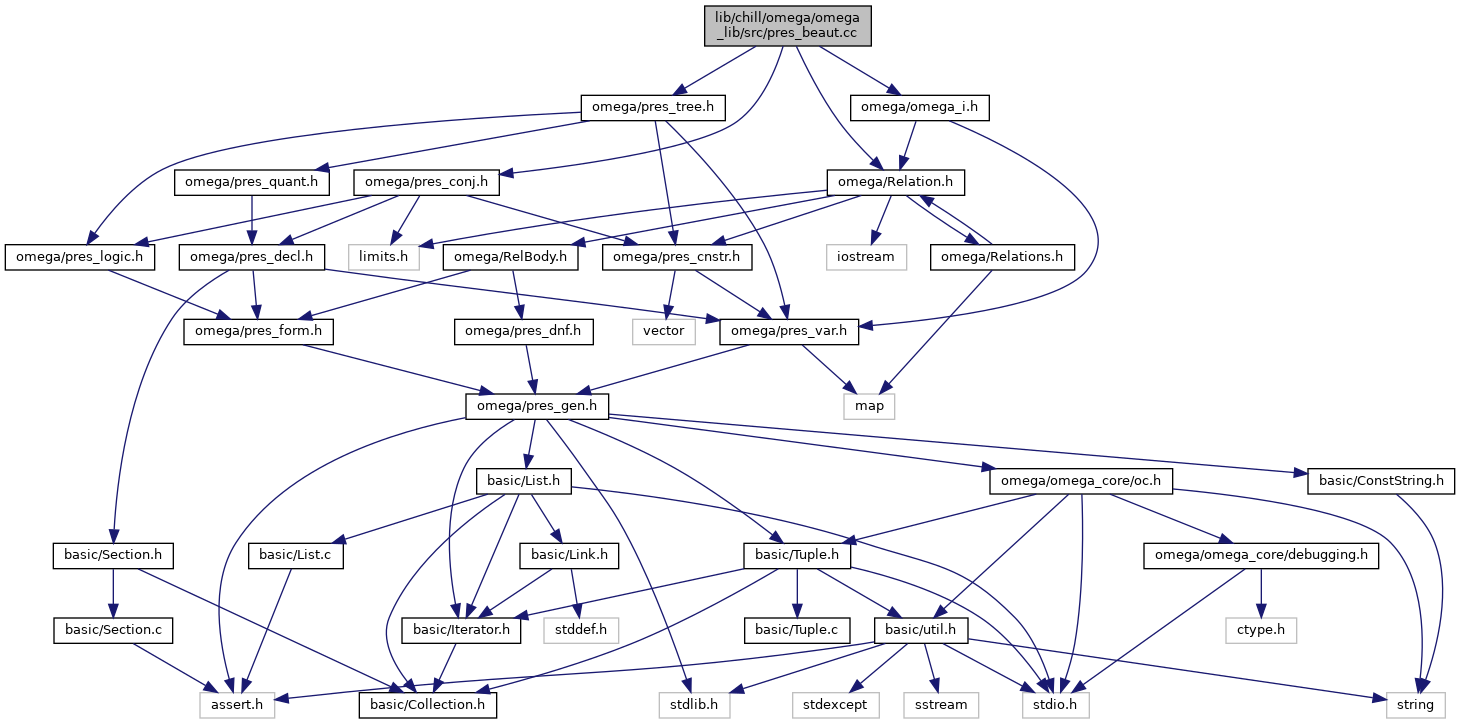 lib/chill/omega/omega
_lib/src/pres_beaut.cc
omega/pres_tree.h
omega/omega_i.h
omega/pres_quant.h
omega/pres_conj.h
omega/Relation.h
omega/pres_logic.h
omega/pres_decl.h
limits.h
omega/RelBody.h
omega/pres_cnstr.h
iostream
omega/Relations.h
omega/pres_form.h
omega/pres_dnf.h
vector
omega/pres_var.h
omega/pres_gen.h
map
basic/List.h
omega/omega_core/oc.h
basic/ConstString.h
basic/Section.h
basic/List.c
basic/Link.h
basic/Tuple.h
omega/omega_core/debugging.h
basic/Section.c
basic/Iterator.h
stddef.h
basic/Tuple.c
basic/util.h
ctype.h
assert.h
basic/Collection.h
stdlib.h
stdexcept
sstream
stdio.h
string